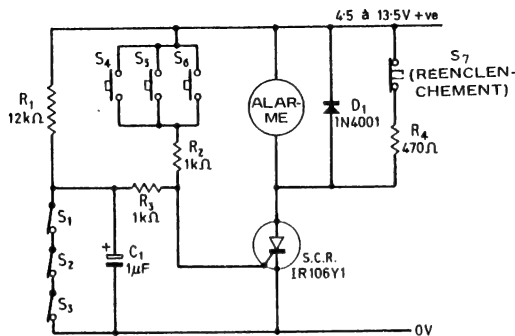 4.5 à 13.5V +ve
S4 S5 S6
S7
(RÉENCLEN-
CHEMENT)
ALAR-
ME
D1
1N4001
R1
12kΩ
R4
470Ω
R2
1kΩ
R3
1kΩ
S1
S2
S3
+
C1
1µF
S.C.R.
IR106Y1
0V